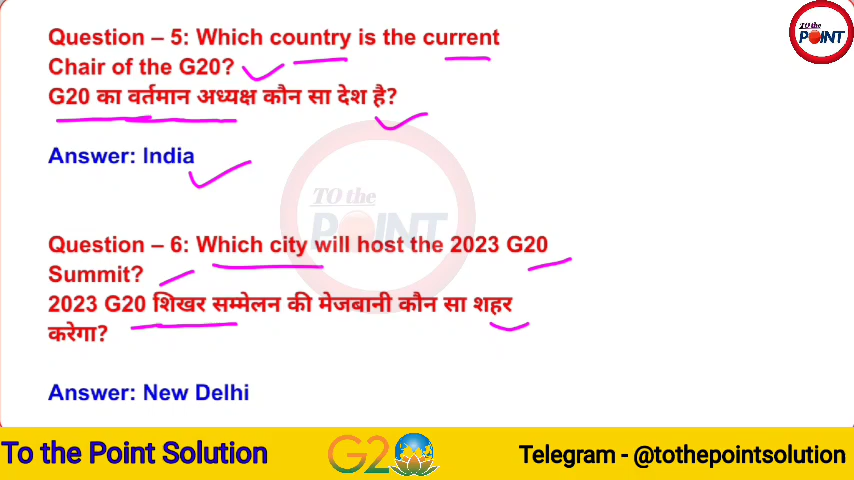 TO the
POINT
Question – 5: Which country is the current
Chair of the G20?
G20 का वर्तमान अध्यक्ष कौन सा देश है?
Answer: India
TO the
POINT
Question – 6: Which city will host the 2023 G20
Summit?
2023 G20 शिखर सम्मेलन की मेजबानी कौन सा शहर
करेगा?
Answer: New Delhi
To the Point Solution
G20
Telegram - @tothepointsolution